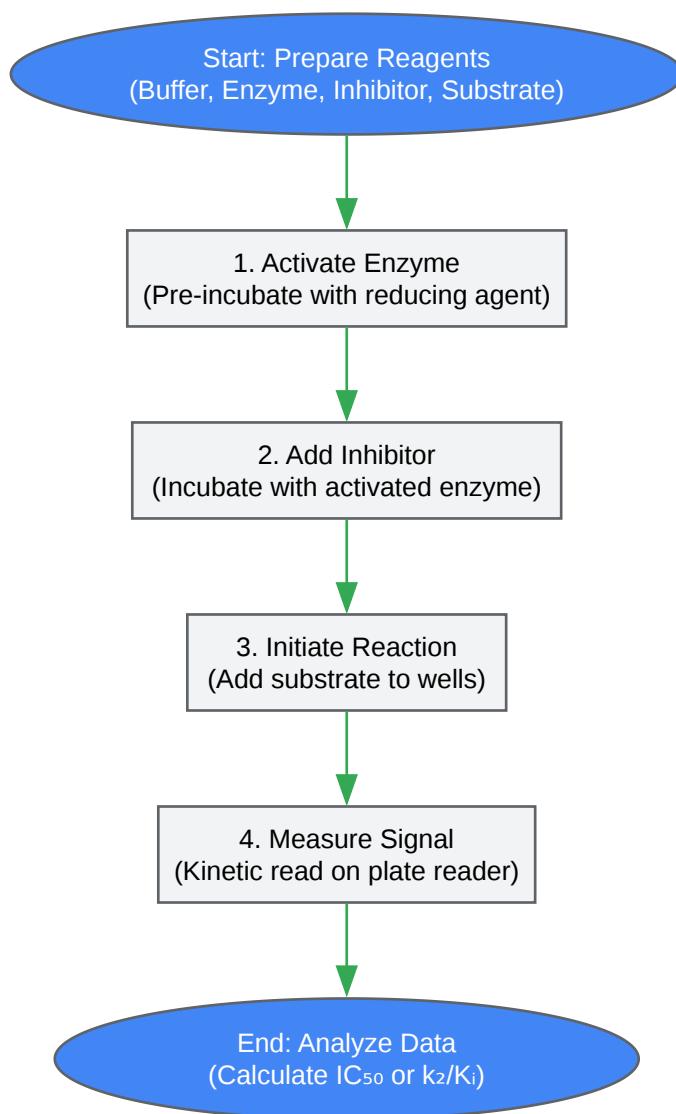 Start: Prepare Reagents
(Buffer, Enzyme, Inhibitor, Substrate)
1. Activate Enzyme
(Pre-incubate with reducing agent)
2. Add Inhibitor
(Incubate with activated enzyme)
3. Initiate Reaction
(Add substrate to wells)
4. Measure Signal
(Kinetic read on plate reader)
End: Analyze Data
(Calculate IC₅₀ or k₂/Kᵢ)